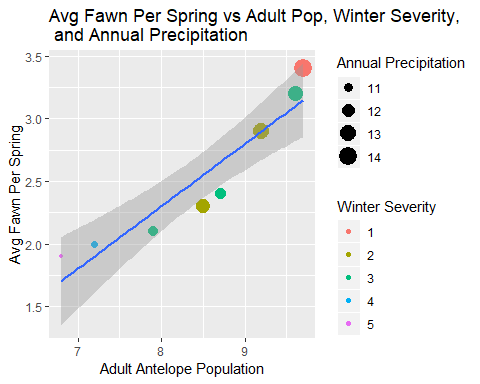 Avg Fawn Per Spring vs Adult Pop, Winter Severity,
and Annual Precipitation
Avg Fawn Per Spring
3.5
3.0
2.5
2.0
1.5
7
8
9
Adult Antelope Population
Annual Precipitation
11
12
13
14
Winter Severity
1
2
3
4
5